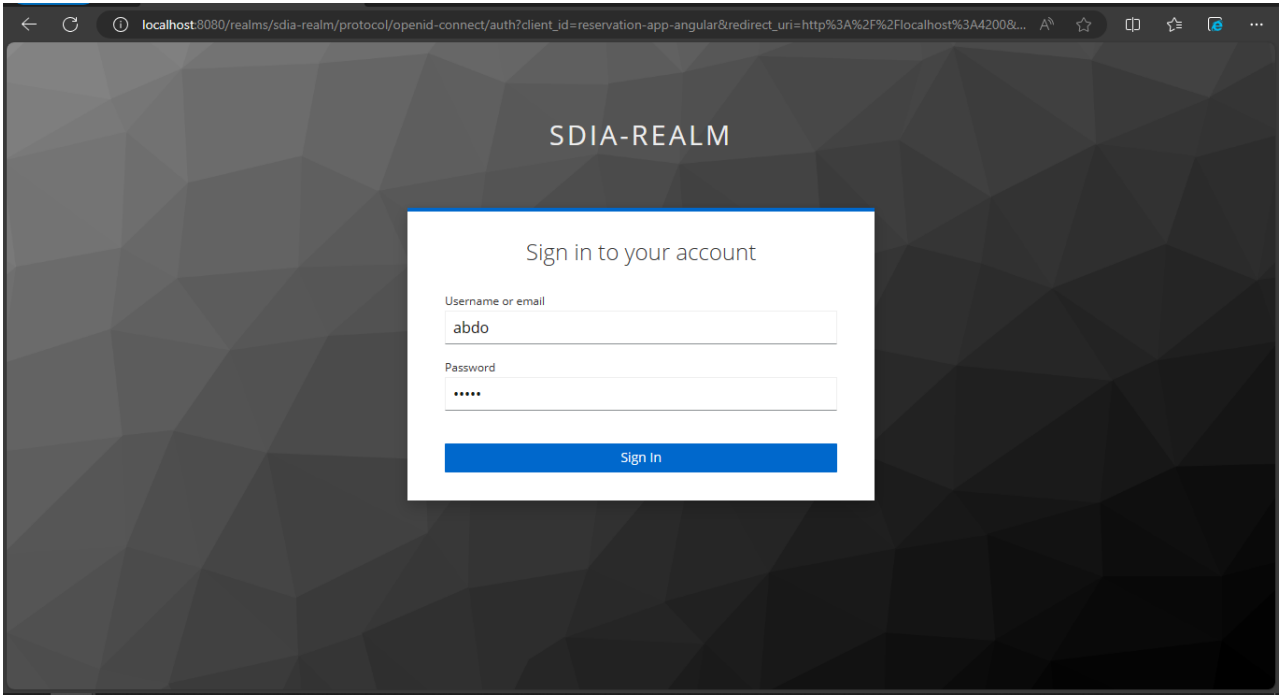 localhost:8080/realms/sdia-realm/protocol/openid-connect/auth?client_id=reservation-app-angular&redirect_uri=http%3A%2F%2Flocalhost%3A4200&...
SDIA-REALM
Sign in to your account
Username or email
abdo
Password
•••••
Sign In